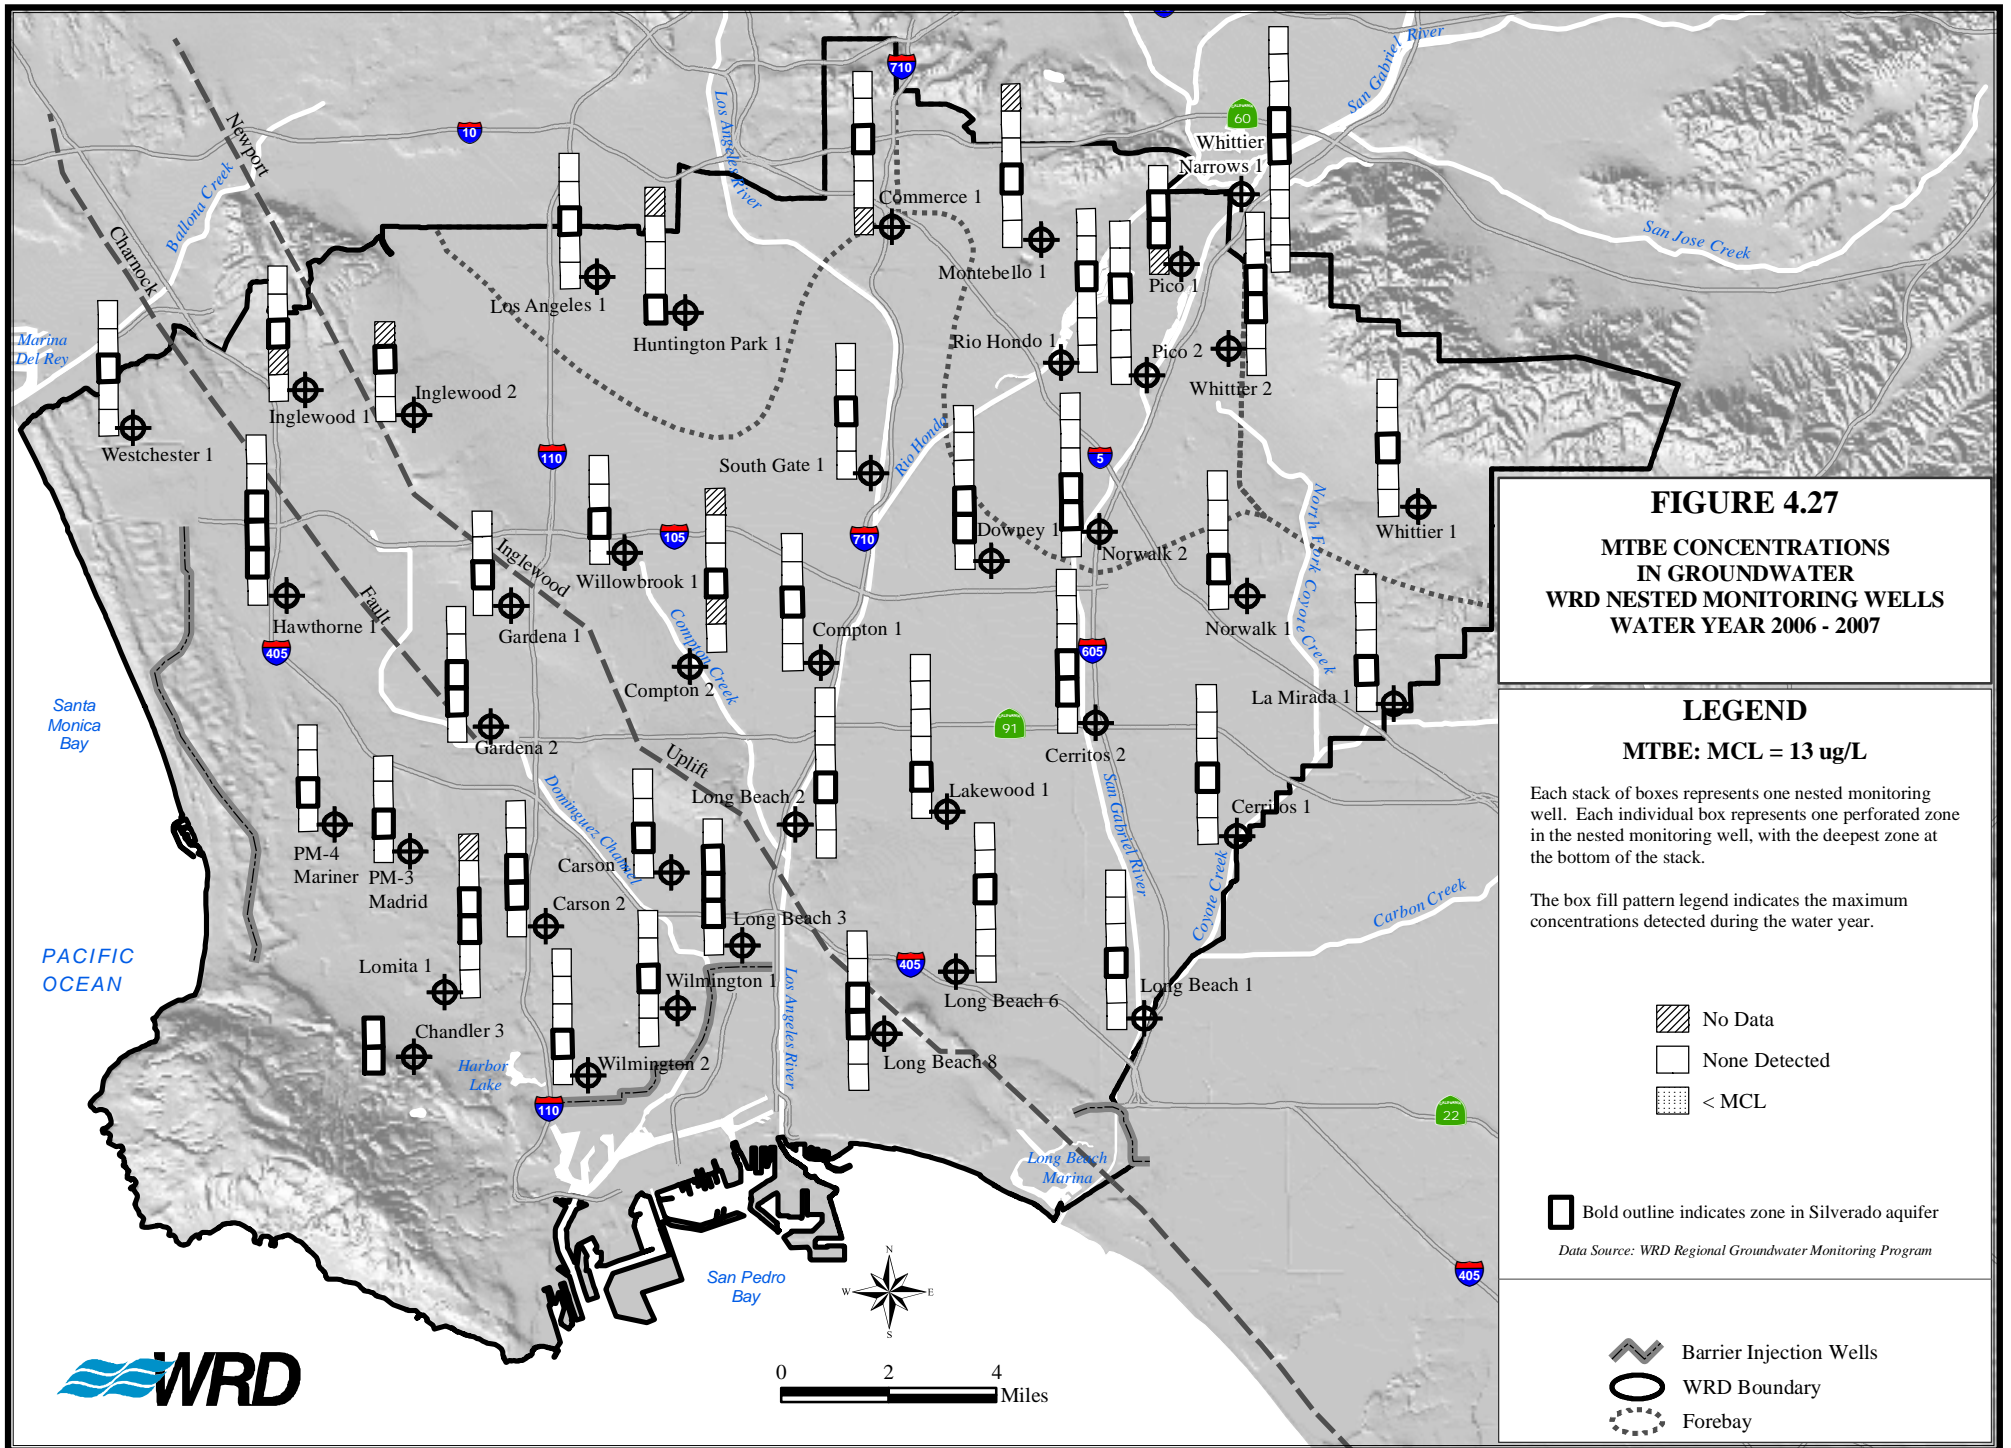 FIGURE 4.27
MTBE CONCENTRATIONS
IN GROUNDWATER
WRD NESTED MONITORING WELLS
WATER YEAR 2006 - 2007
LEGEND
MTBE: MCL = 13 ug/L
Each stack of boxes represents one nested monitoring
well. Each individual box represents one perforated zone
in the nested monitoring well, with the deepest zone at
the bottom of the stack.
The box fill pattern legend indicates the maximum
concentrations detected during the water year.
No Data
None Detected
< MCL
Bold outline indicates zone in Silverado aquifer
Data Source: WRD Regional Groundwater Monitoring Program
Barrier Injection Wells
WRD Boundary
Forebay
710
10
Newport
Ballona Creek
Charnock
Los Angeles River
San Gabriel River
CALIFORNIA
60
Whittier
Narrows 1
Commerce 1
San Jose Creek
Montebello 1
Pico 1
Los Angeles 1
Huntington Park 1
Marina
Del Rey
Rio Hondo 1
Pico 2
Whittier 2
Inglewood 2
Inglewood 1
Westchester 1
110
South Gate 1
Rio Hondo
5
Whittier 1
105
710
Downey 1
Norwalk 2
North Fork Coyote Creek
Inglewood
Willowbrook 1
Fault
Hawthorne 1
Gardena 1
Compton Creek
Compton 1
Norwalk 1
405
605
Compton 2
La Mirada 1
Santa
Monica
Bay
CALIFORNIA
91
Gardena 2
Cerritos 2
Uplift
Dominguez Channel
Long Beach 2
Lakewood 1
San Gabriel River
Cerritos 1
PM-4
Mariner
PM-3
Madrid
Carson 1
Carson 2
Long Beach 3
Coyote Creek
Carbon Creek
PACIFIC
OCEAN
Lomita 1
Wilmington 1
Los Angeles River
405
Long Beach 6
Long Beach 1
Chandler 3
Harbor
Lake
Wilmington 2
Long Beach 8
110
CALIFORNIA
22
Long Beach
Marina
San Pedro
Bay
N
W
E
S
405
WRD
0 2 4
Miles